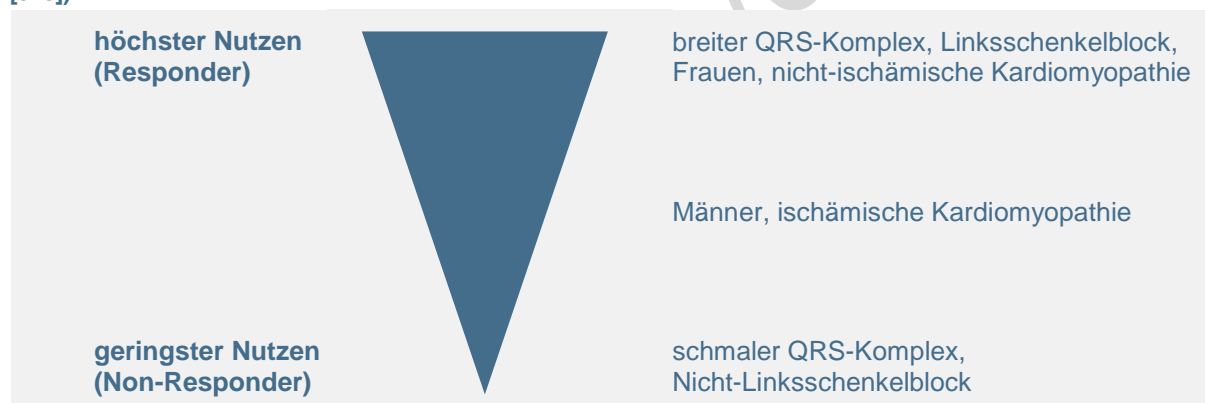 höchster Nutzen
(Responder)
breiter QRS-Komplex, Linksschenkelblock,
Frauen, nicht-ischämische Kardiomyopathie
Männer, ischämische Kardiomyopathie
geringster Nutzen
(Non-Responder)
schmaler QRS-Komplex,
Nicht-Linksschenkelblock